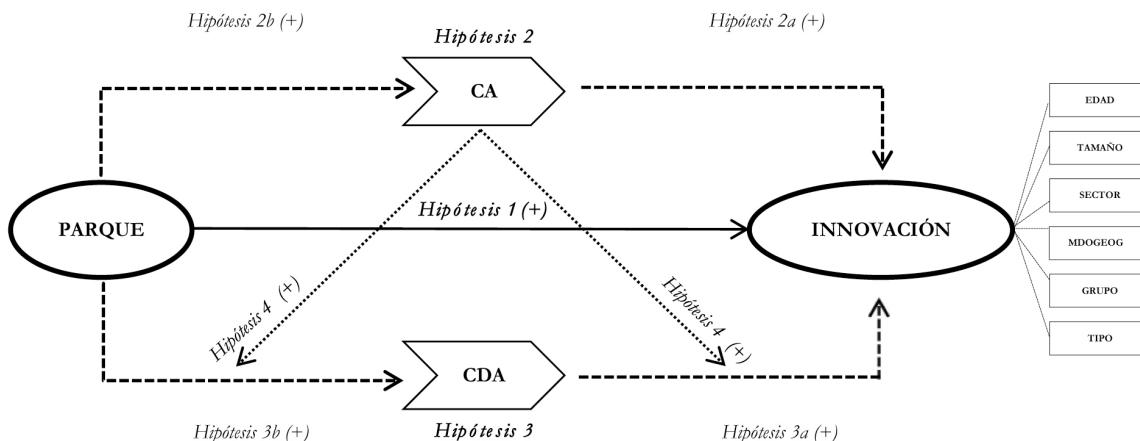 Hipótesis 2b (+)
Hipótesis 2a (+)
Hipótesis 2
CA
EDAD
TAMAÑO
SECTOR
MDOGEOG
GRUPO
TIPO
PARQUE
Hipótesis 1 (+)
INNOVACIÓN
Hipótesis 4 (+)
Hipótesis 4 (+)
CDA
Hipótesis 3b (+)
Hipótesis 3
Hipótesis 3a (+)